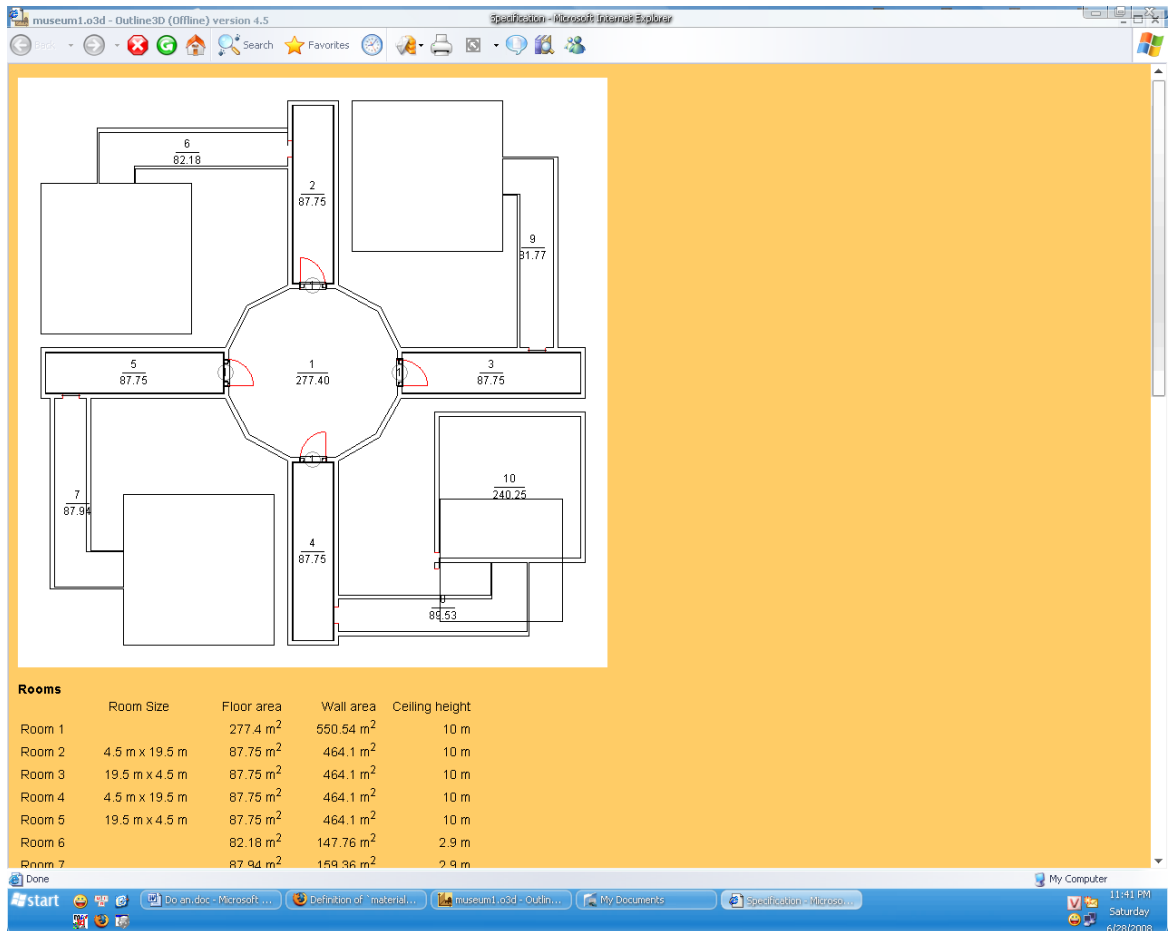 museum1.o3d - Outline3D (Offline) version 4.5
Specification - Microsoft Internet Explorer
Back
Search
Favorites
6
82.18
2
87.75
9
81.77
5
87.75
1
277.40
3
87.75
1
1
1
1
7
87.94
10
240.25
4
87.75
89.53
Rooms
Room Size Floor area Wall area Ceiling height
Room 1 277.4 m² 550.54 m² 10 m
Room 2 4.5 m x 19.5 m 87.75 m² 464.1 m² 10 m
Room 3 19.5 m x 4.5 m 87.75 m² 464.1 m² 10 m
Room 4 4.5 m x 19.5 m 87.75 m² 464.1 m² 10 m
Room 5 19.5 m x 4.5 m 87.75 m² 464.1 m² 10 m
Room 6 82.18 m² 147.76 m² 2.9 m
Room 7 87.94 m² 159.36 m² 2.9 m
Done
My Computer
start
Do an.doc - Microsoft ...
Definition of `material...
museum1.o3d - Outlin...
My Documents
Specification - Microso...
11:41 PM
Saturday
6/28/2008